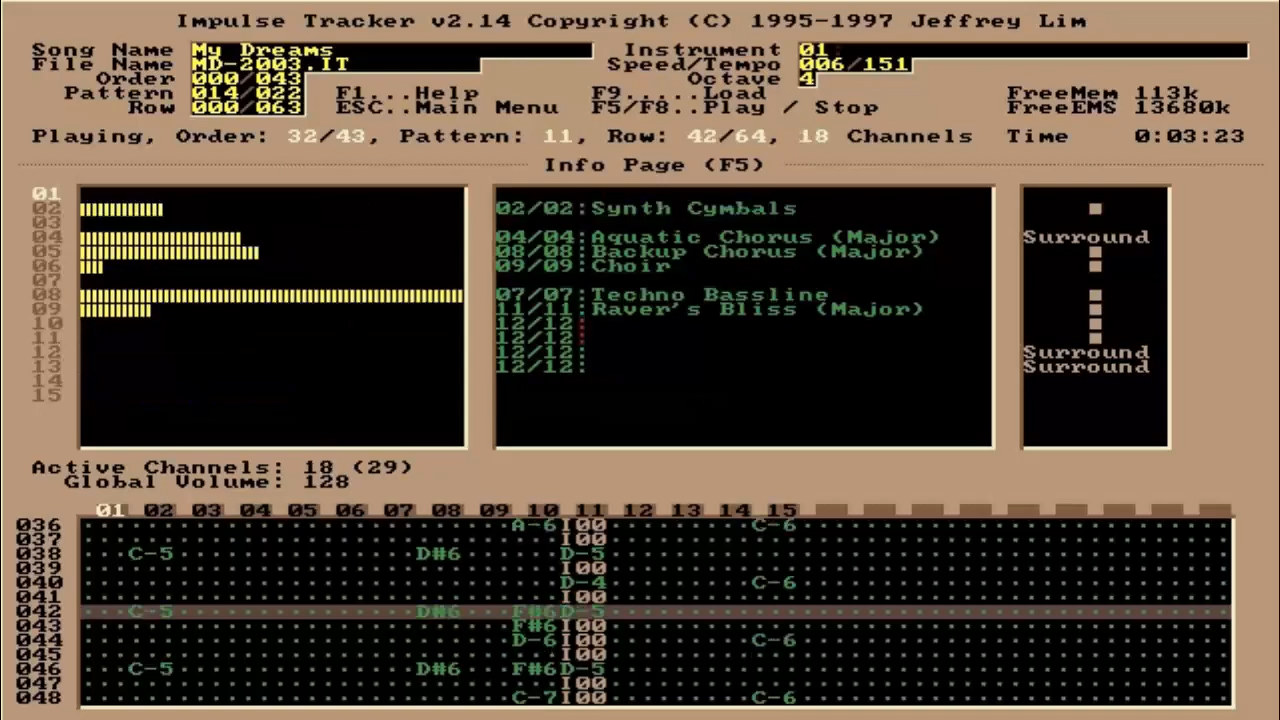 Impulse Tracker v2.14 Copyright (C) 1995-1997 Jeffrey Lim
Song Name My Dreams Instrument 01:
File Name MD-2003.IT Speed/Tempo 006/151
Order 000/043 Octave 4
Pattern 014/022 F1...Help F9.....Load FreeMem 113k
Row 000/063 ESC..Main Menu F5/F8..Play / Stop FreeEMS 13680k
Playing, Order: 32/43, Pattern: 11, Row: 42/64, 18 Channels Time 0:03:23
Info Page (F5)
01
02 02/02:Synth Cymbals
03
04 04/04:Aquatic Chorus (Major) Surround
05 08/08:Backup Chorus (Major)
06 09/09:Choir
07
08 07/07:Techno Bassline
09 11/11:Raver's Bliss (Major)
10 12/12:
11 12/12:
12 12/12: Surround
13 12/12: Surround
14
15
Active Channels: 18 (29)
Global Volume: 128
01 02 03 04 05 06 07 08 09 10 11 12 13 14 15
036 A-6 I00 C-6
037 I00
038 C-5 D#6 D-5
039 I00
040 D-4 C-6
041 I00
042 C-5 D#6 F#6 D-5
043 F#6 I00
044 D-6 I00 C-6
045 I00
046 C-5 D#6 F#6 D-5
047 I00
048 C-7 I00 C-6